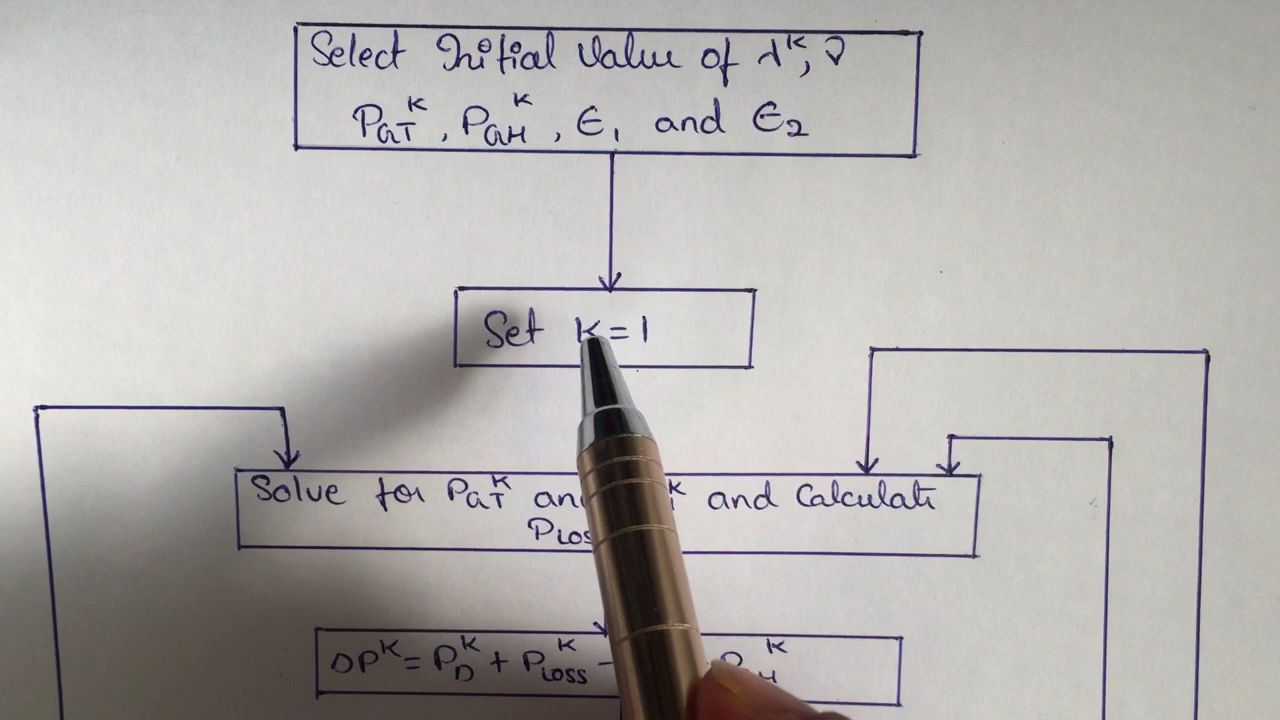 Select Initial Value of λᴷ, ν
P_GTᴷ, P_GHᴷ, ϵ₁ and ϵ₂
Set K=1
Solve for P_GTᴷ and Calculate
DPᴷ = P_Dᴷ + P_Lossᴷ -